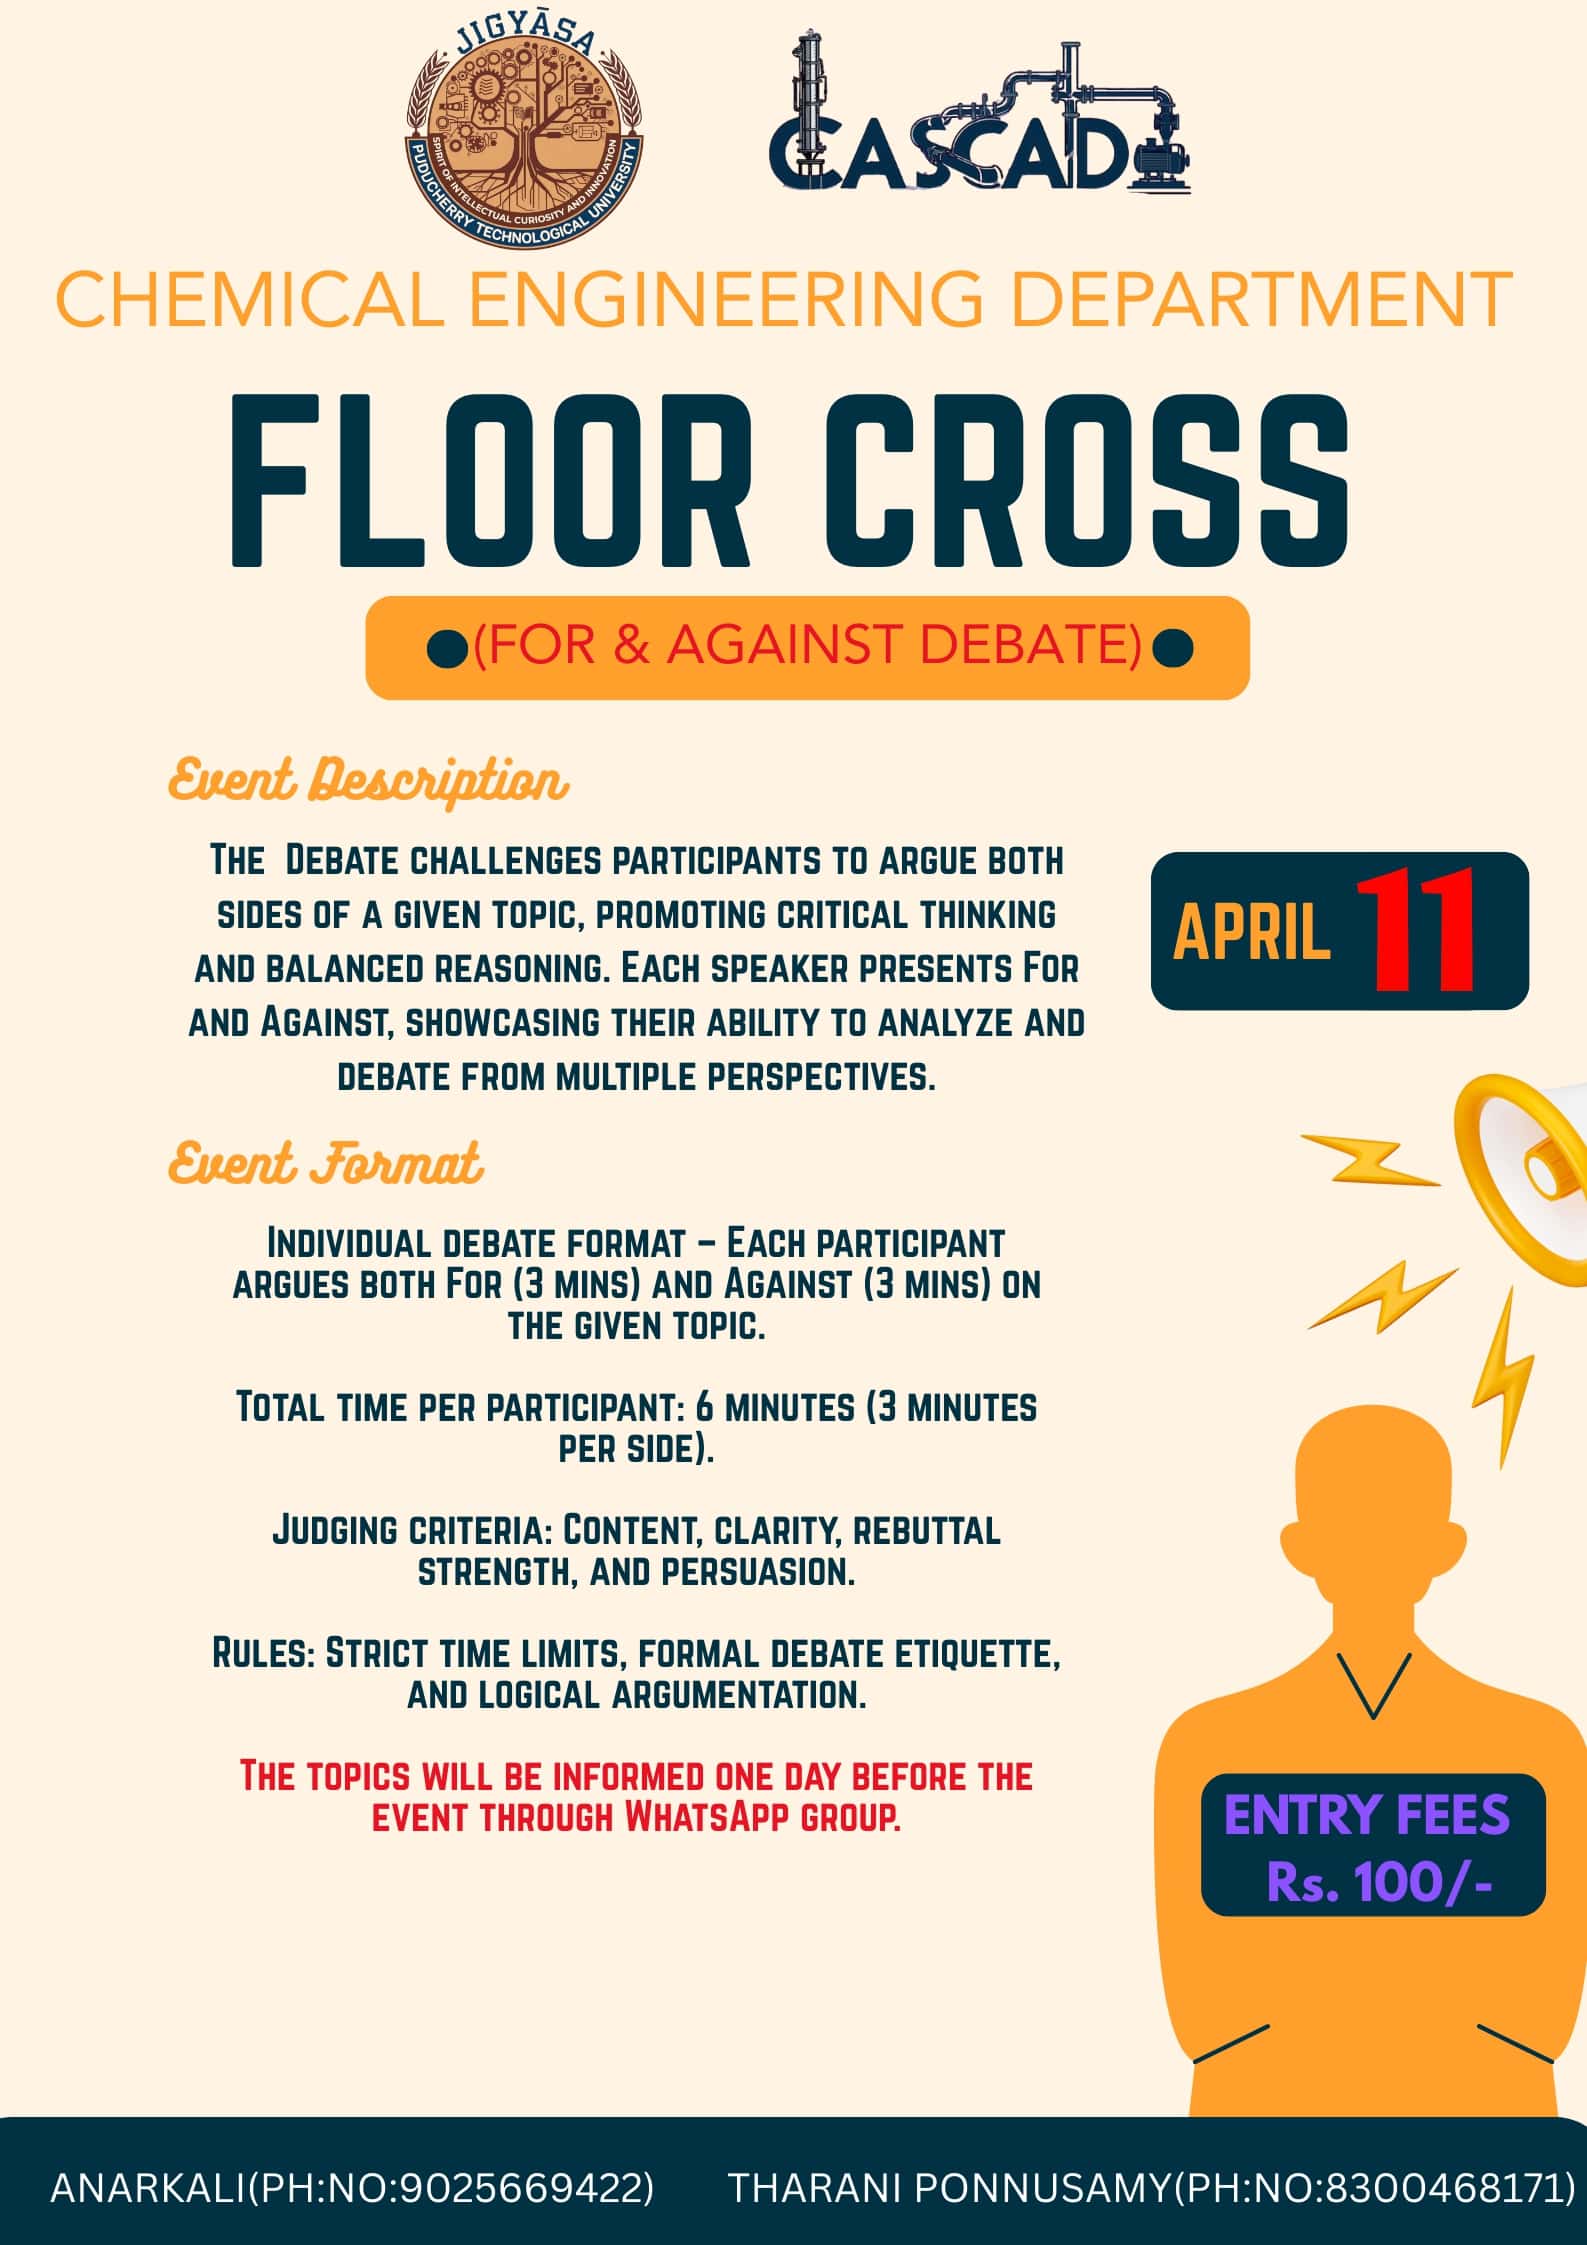 JIGYĀSA
SPIRIT OF INTELLECTUAL CURIOSITY AND INNOVATION
PUDUCHERRY TECHNOLOGICAL UNIVERSITY
CASCAD
CHEMICAL ENGINEERING DEPARTMENT
FLOOR CROSS
(FOR & AGAINST DEBATE)
Event Description
The Debate challenges participants to argue both
sides of a given topic, promoting critical thinking
and balanced reasoning. Each speaker presents For
and Against, showcasing their ability to analyze and
debate from multiple perspectives.
APRIL 11
Event Format
Individual debate format – Each participant
argues both For (3 mins) and Against (3 mins) on
the given topic.
Total time per participant: 6 minutes (3 minutes
per side).
Judging criteria: Content, clarity, rebuttal
strength, and persuasion.
Rules: Strict time limits, formal debate etiquette,
and logical argumentation.
The topics will be informed one day before the
event through WhatsApp group.
ENTRY FEES
Rs. 100/-
ANARKALI(PH:NO:9025669422) THARANI PONNUSAMY(PH:NO:8300468171)